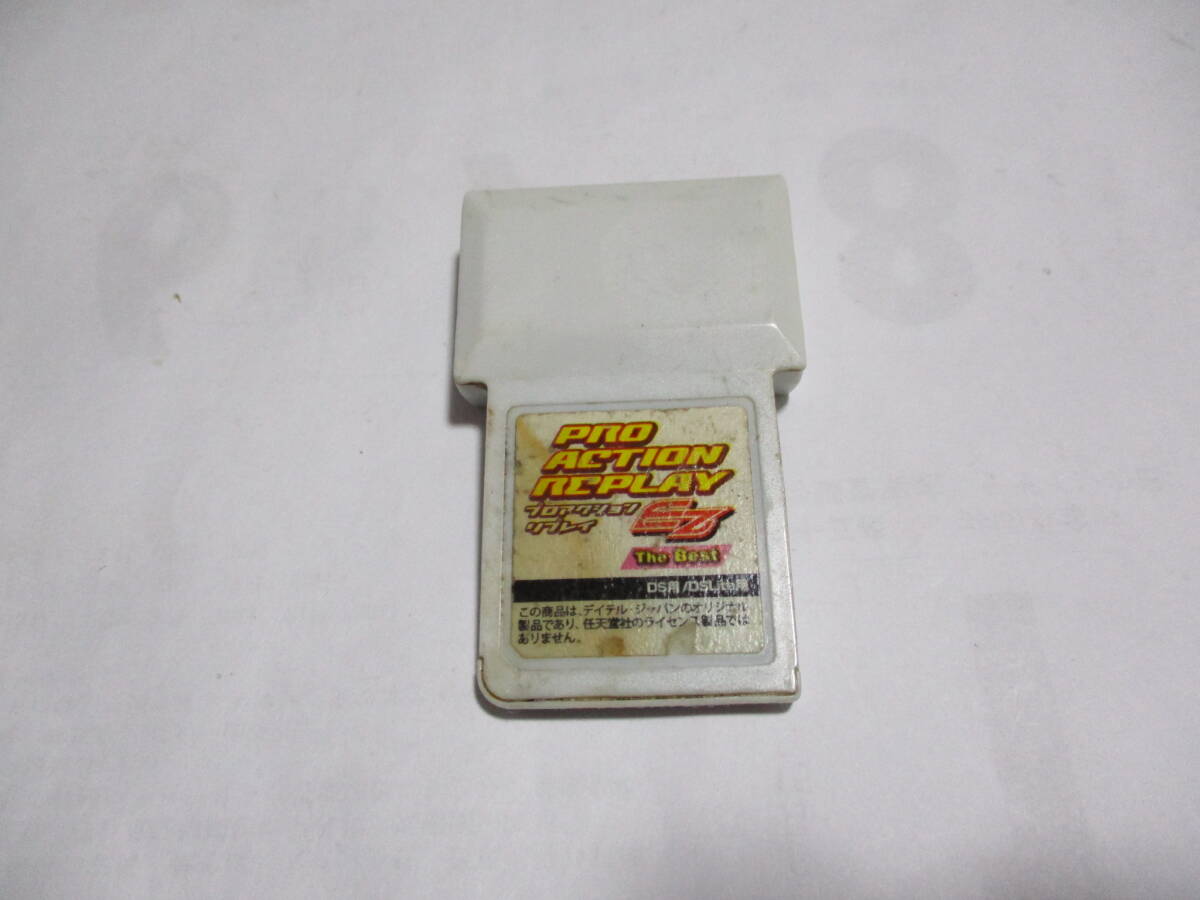 PRO
ACTION
REPLAY
プロアクション
リプレイ
EZ
The Best
DS用/DSLite用
この商品は、デイテル・ジャパンのオリジナル
製品であり、任天堂社のライセンス製品では
ありません。